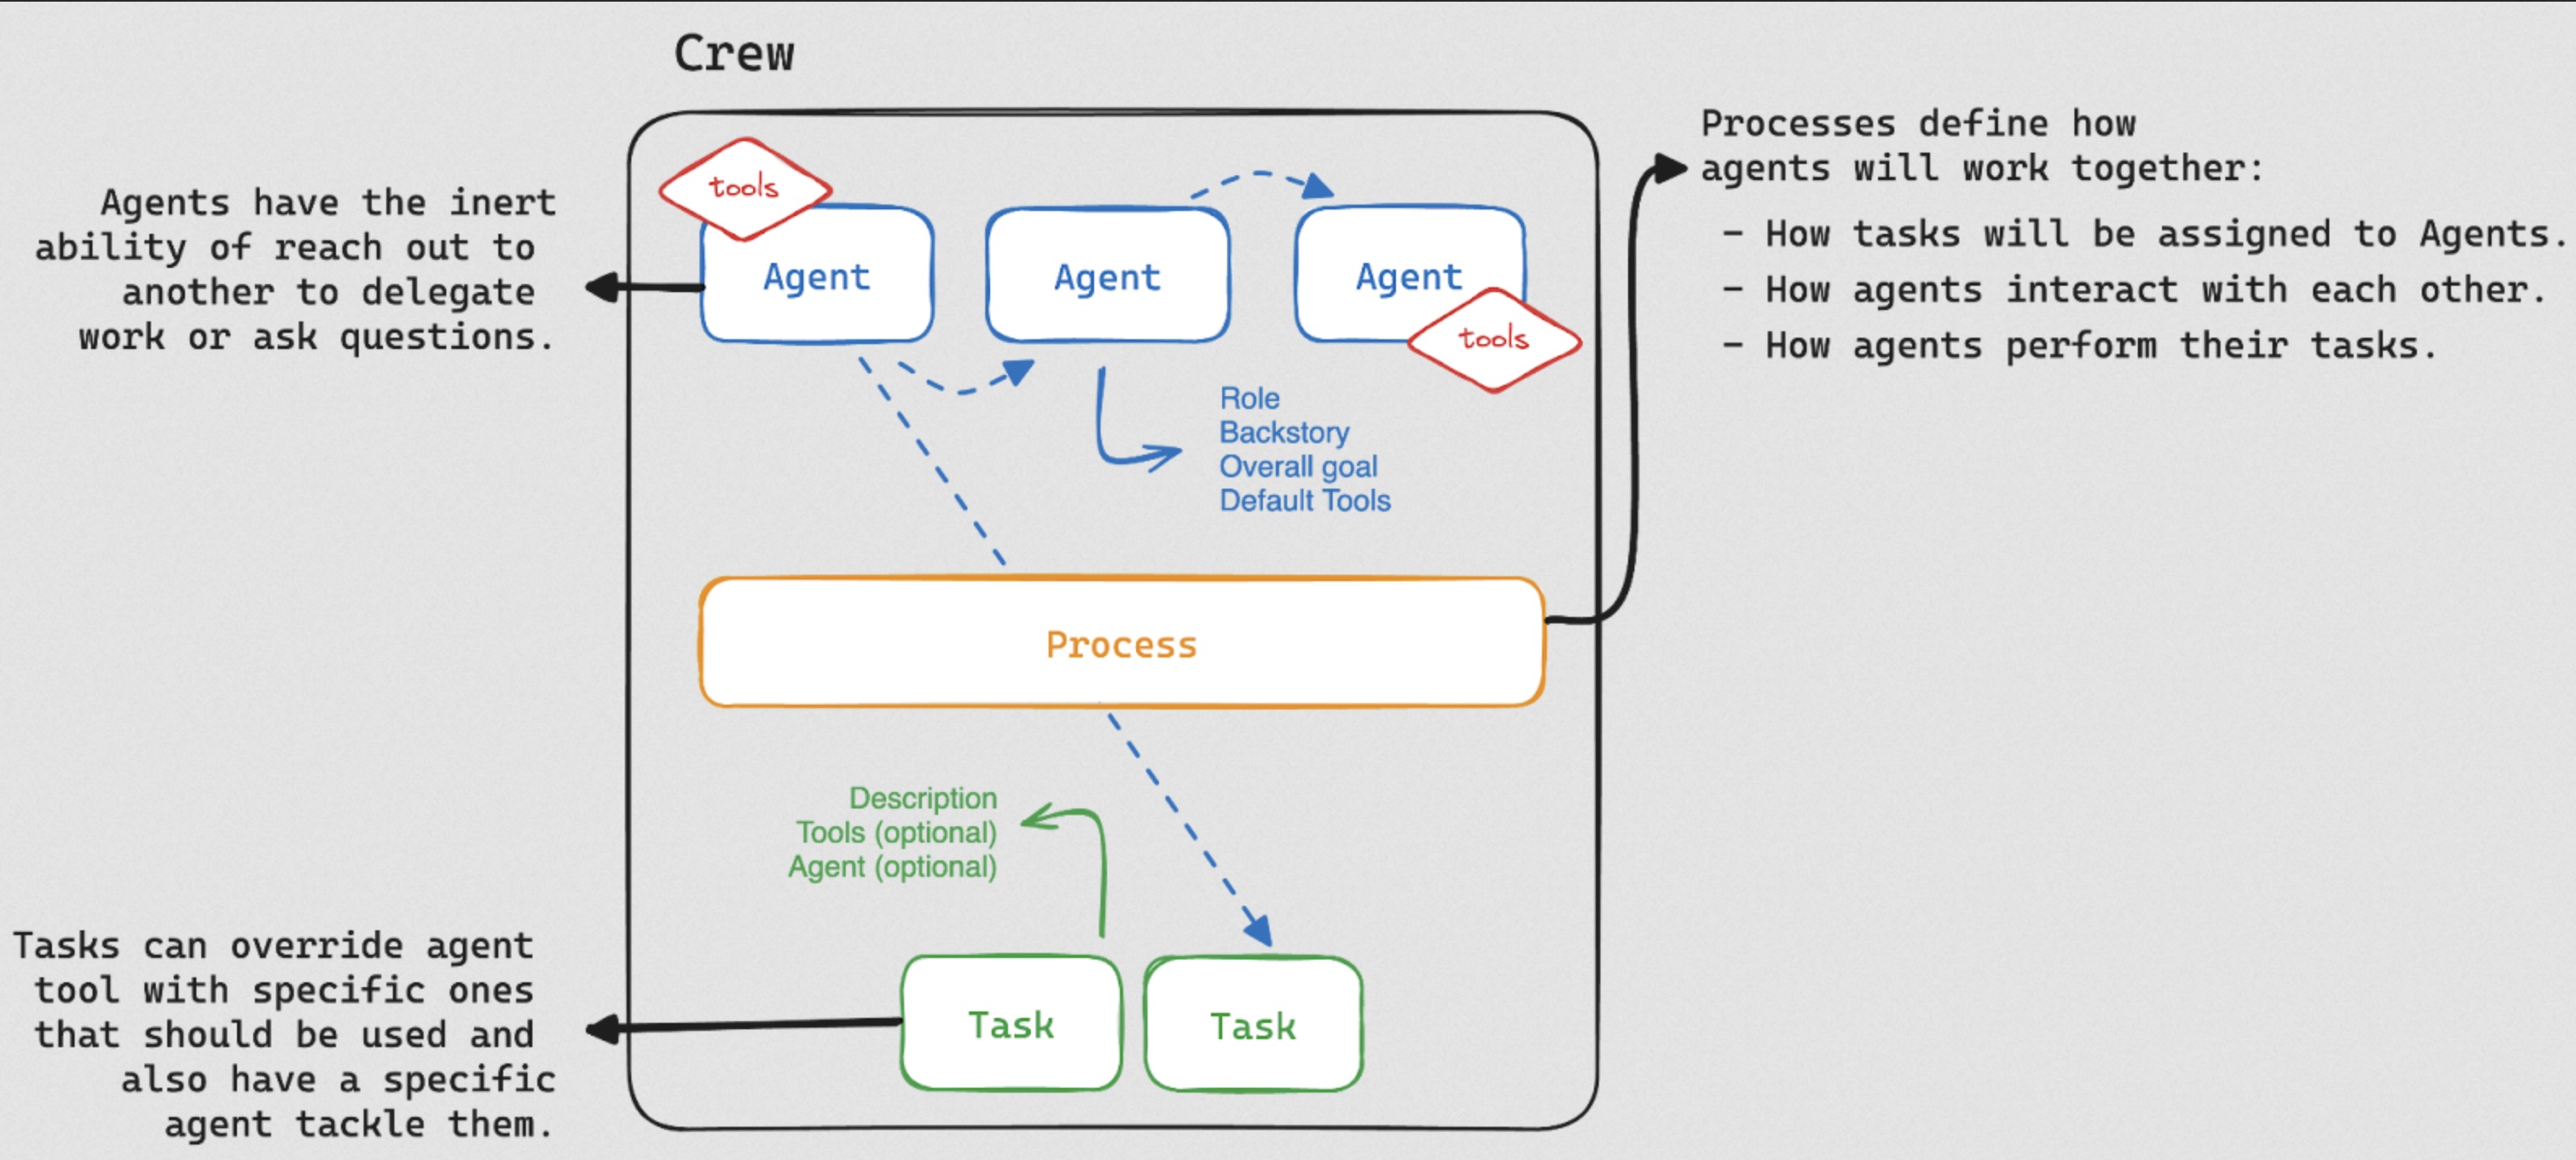 Crew
Agents have the inert
ability of reach out to
another to delegate
work or ask questions.
tools
Agent
Agent
Agent
tools
Role
Backstory
Overall goal
Default Tools
Processes define how
agents will work together:
- How tasks will be assigned to Agents.
- How agents interact with each other.
- How agents perform their tasks.
Process
Description
Tools (optional)
Agent (optional)
Tasks can override agent
tool with specific ones
that should be used and
also have a specific
agent tackle them.
Task
Task